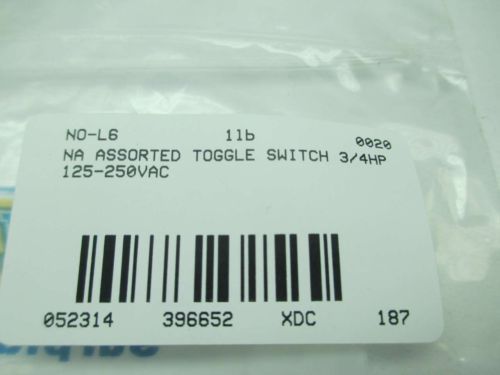 NO-L6 1lb 0020
NA ASSORTED TOGGLE SWITCH 3/4HP
125-250VAC
052314 396652 XDC 187